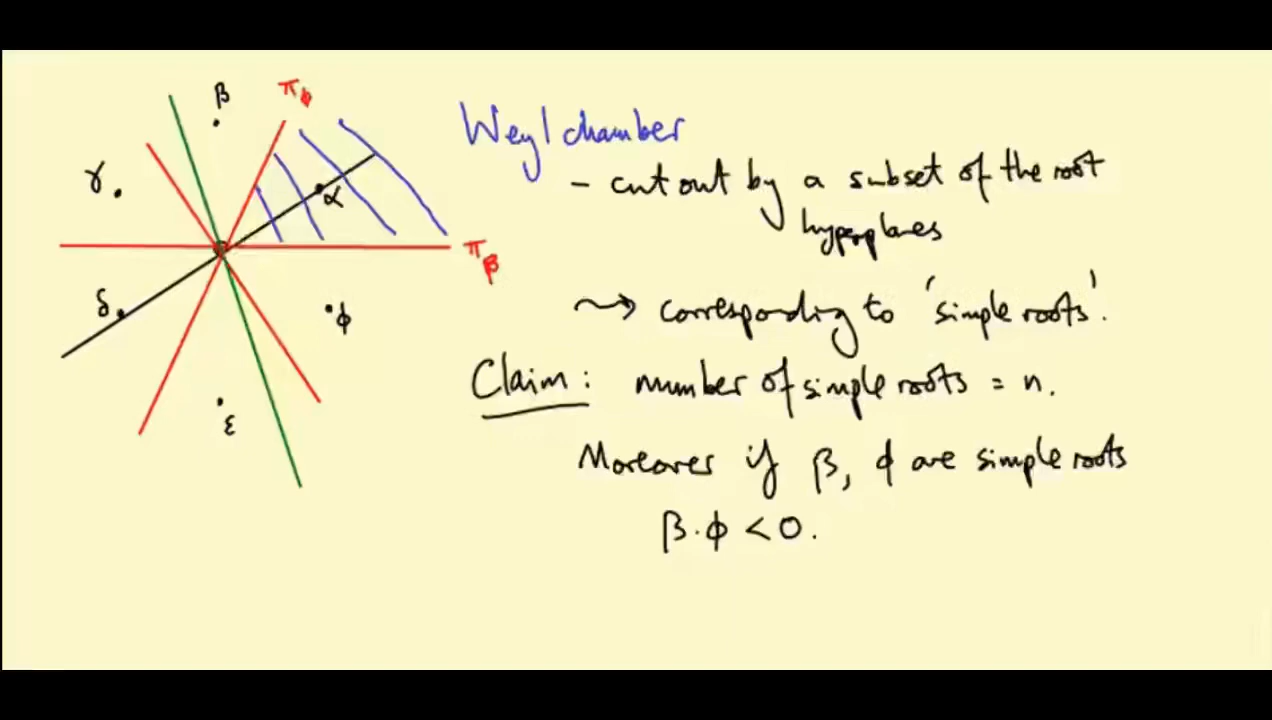 β
π_ϕ
γ
α
π_β
δ
ϕ
ε
Weyl chamber
- cut out by a subset of the root
hyperplanes
⇝ corresponding to 'simple roots'.
Claim: number of simple roots = n.
Moreover if β, ϕ are simple roots
β·ϕ < 0.